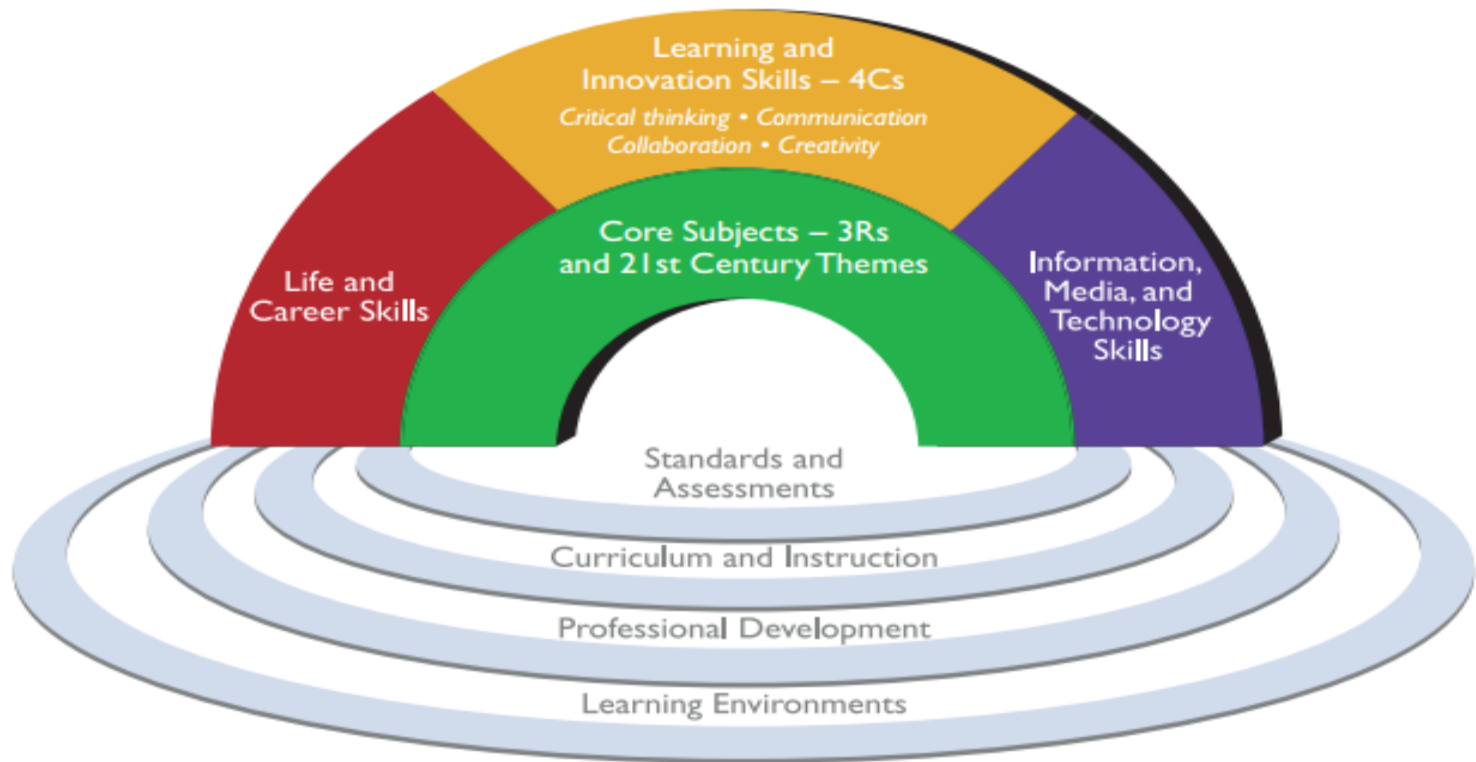 Learning and
Innovation Skills – 4Cs
Critical thinking • Communication
Collaboration • Creativity
Core Subjects – 3Rs
and 21st Century Themes
Life and
Career Skills
Information,
Media, and
Technology
Skills
Standards and
Assessments
Curriculum and Instruction
Professional Development
Learning Environments